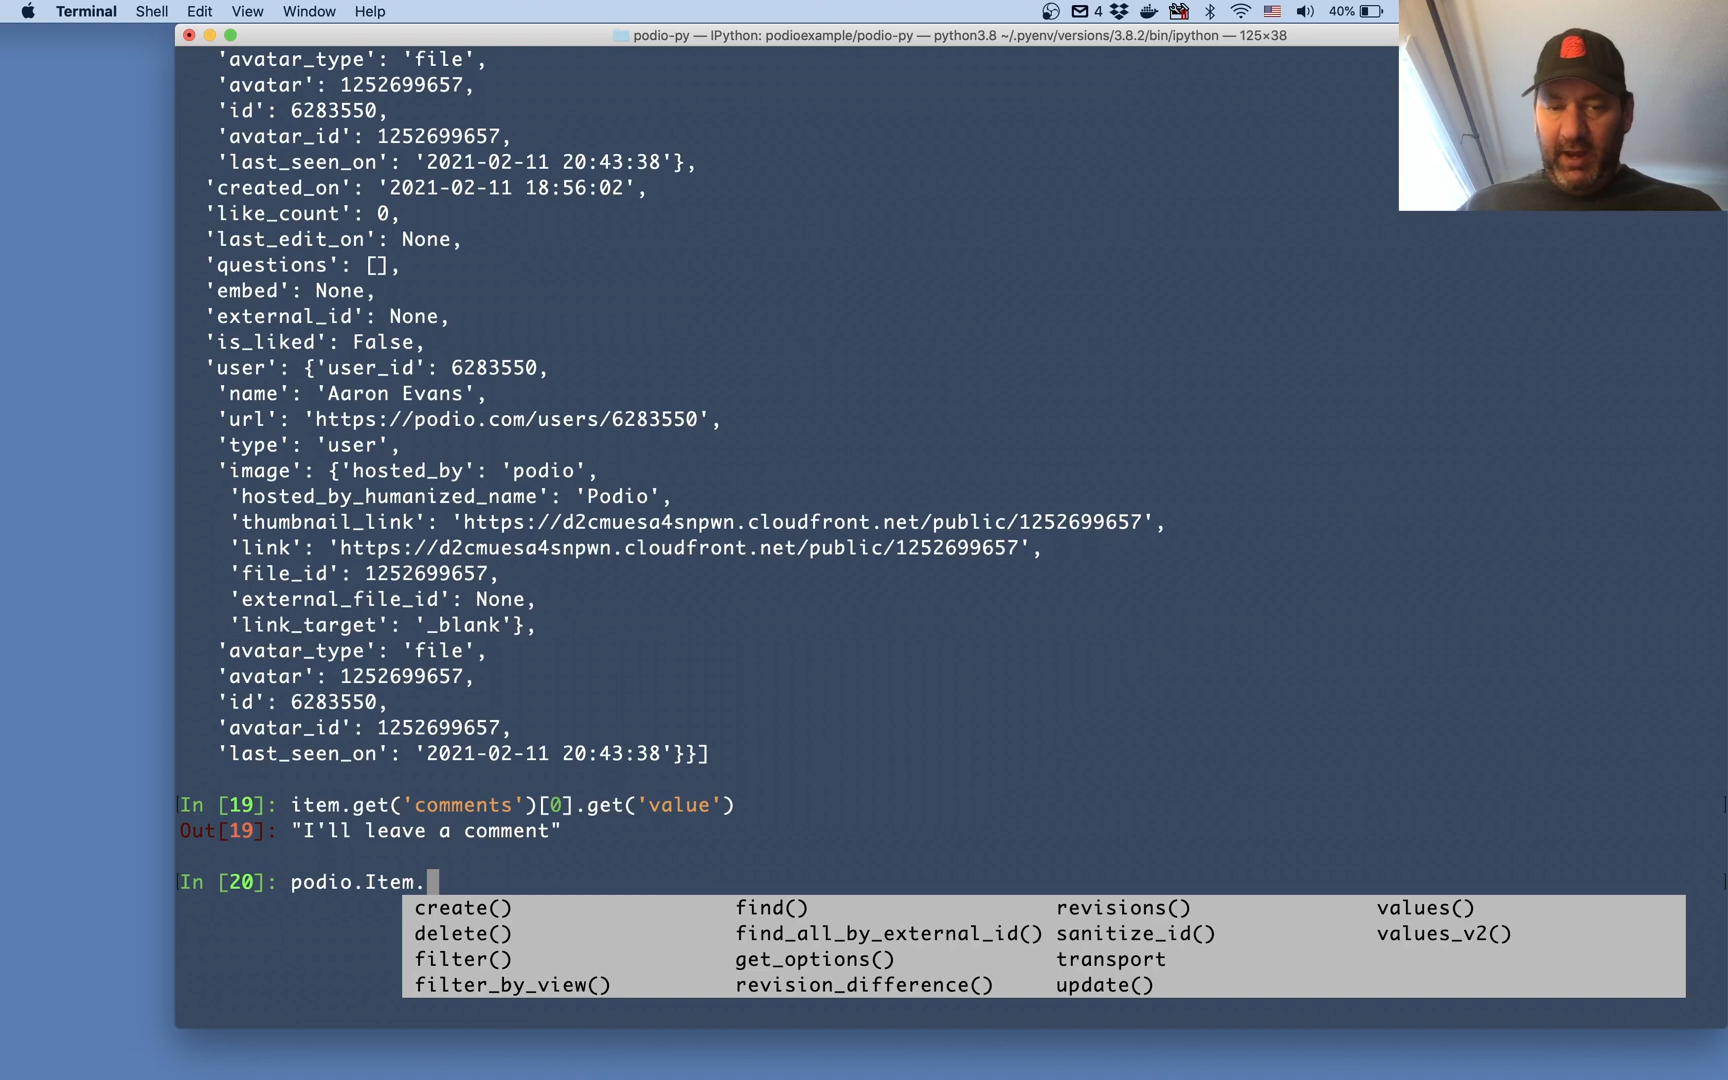 Terminal Shell Edit View Window Help 4 40%
podio-py — IPython: podioexample/podio-py — python3.8 ~/.pyenv/versions/3.8.2/bin/ipython — 125×38
'avatar_type': 'file',
'avatar': 1252699657,
'id': 6283550,
'avatar_id': 1252699657,
'last_seen_on': '2021-02-11 20:43:38'},
'created_on': '2021-02-11 18:56:02',
'like_count': 0,
'last_edit_on': None,
'questions': [],
'embed': None,
'external_id': None,
'is_liked': False,
'user': {'user_id': 6283550,
'name': 'Aaron Evans',
'url': 'https://podio.com/users/6283550',
'type': 'user',
'image': {'hosted_by': 'podio',
'hosted_by_humanized_name': 'Podio',
'thumbnail_link': 'https://d2cmuesa4snpwn.cloudfront.net/public/1252699657',
'link': 'https://d2cmuesa4snpwn.cloudfront.net/public/1252699657',
'file_id': 1252699657,
'external_file_id': None,
'link_target': '_blank'},
'avatar_type': 'file',
'avatar': 1252699657,
'id': 6283550,
'avatar_id': 1252699657,
'last_seen_on': '2021-02-11 20:43:38'}}]
In [19]: item.get('comments')[0].get('value')
Out[19]: "I'll leave a comment"
In [20]: podio.Item.
create() find() revisions() values()
delete() find_all_by_external_id() sanitize_id() values_v2()
filter() get_options() transport
filter_by_view() revision_difference() update()